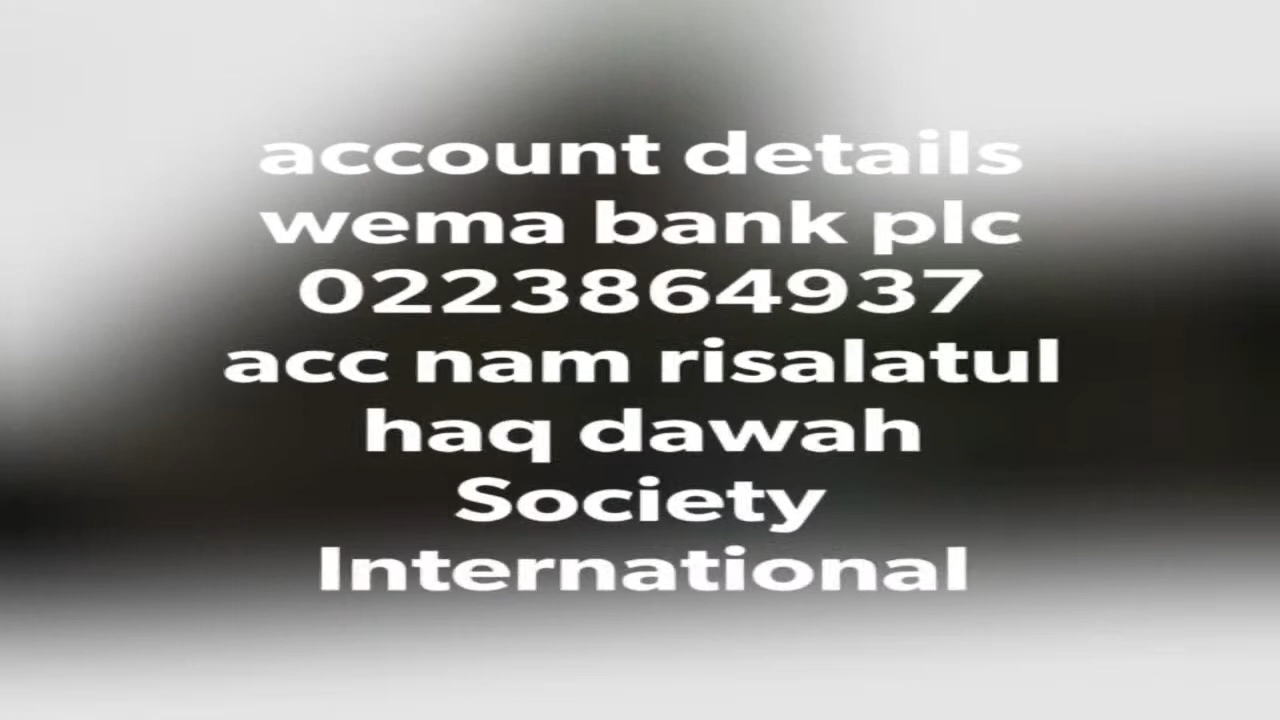 account details
wema bank plc
0223864937
acc nam risalatul
haq dawah
Society
International